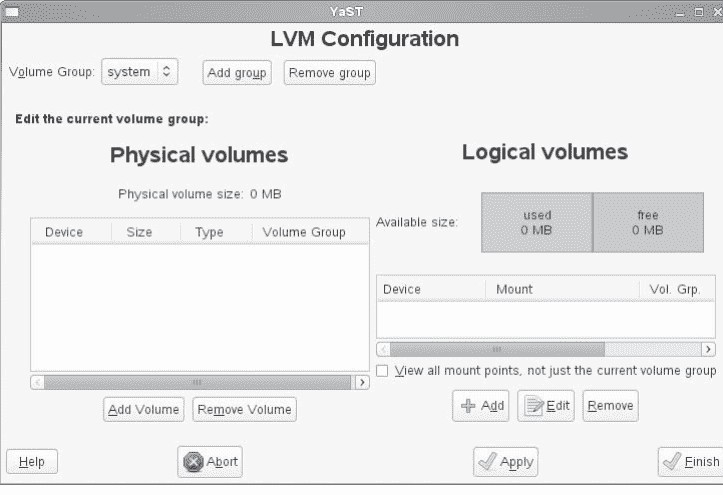 YaST
LVM Configuration
Volume Group: system Add group Remove group
Edit the current volume group:
Physical volumes
Physical volume size: 0 MB
Device Size Type Volume Group
Add Volume Remove Volume
Logical volumes
Available size: used 0 MB free 0 MB
Device Mount Vol. Grp.
View all mount points, not just the current volume group
Add Edit Remove
Help Abort Apply Finish